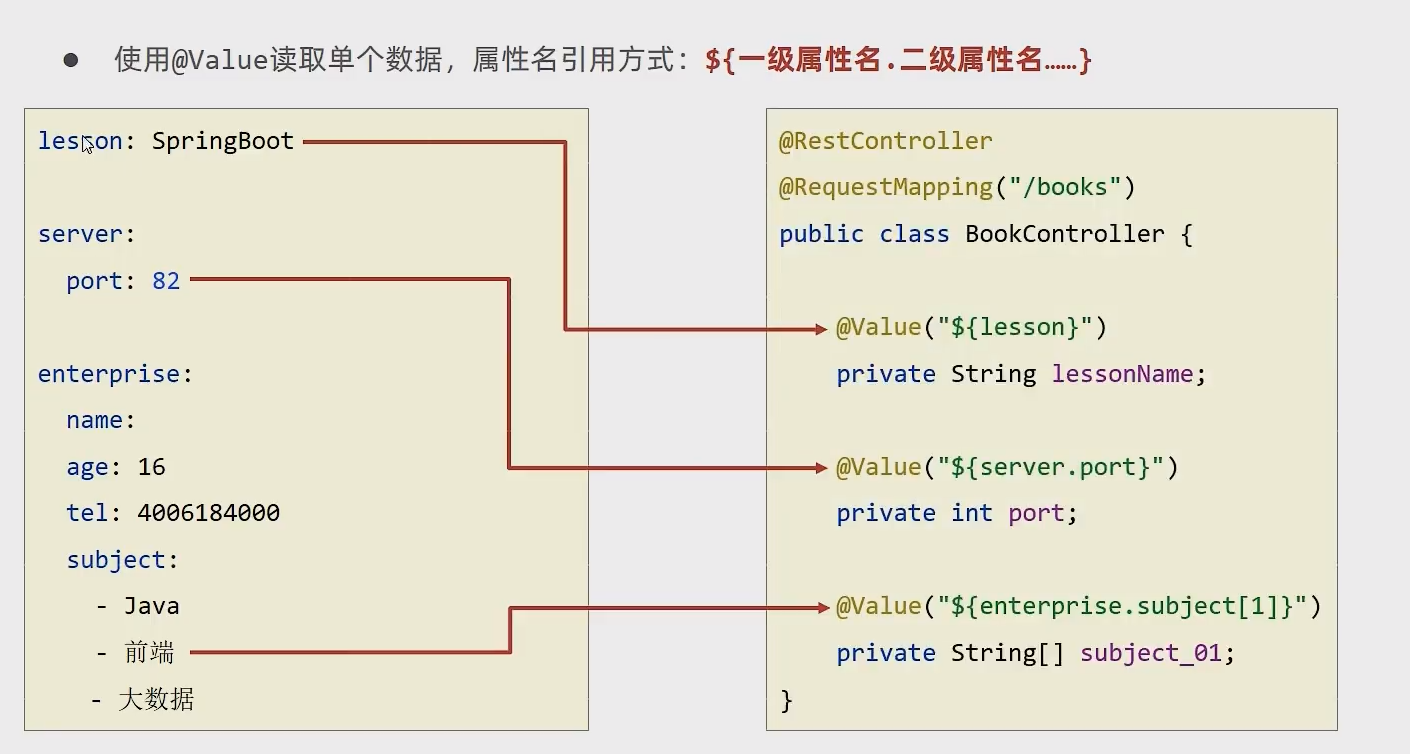 ● 使用@Value读取单个数据，属性名引用方式：${一级属性名.二级属性名……}
lesson: SpringBoot
server:
port: 82
enterprise:
name:
age: 16
tel: 4006184000
subject:
- Java
- 前端
- 大数据
@RestController
@RequestMapping("/books")
public class BookController {
@Value("${lesson}")
private String lessonName;
@Value("${server.port}")
private int port;
@Value("${enterprise.subject[1]}")
private String[] subject_01;
}